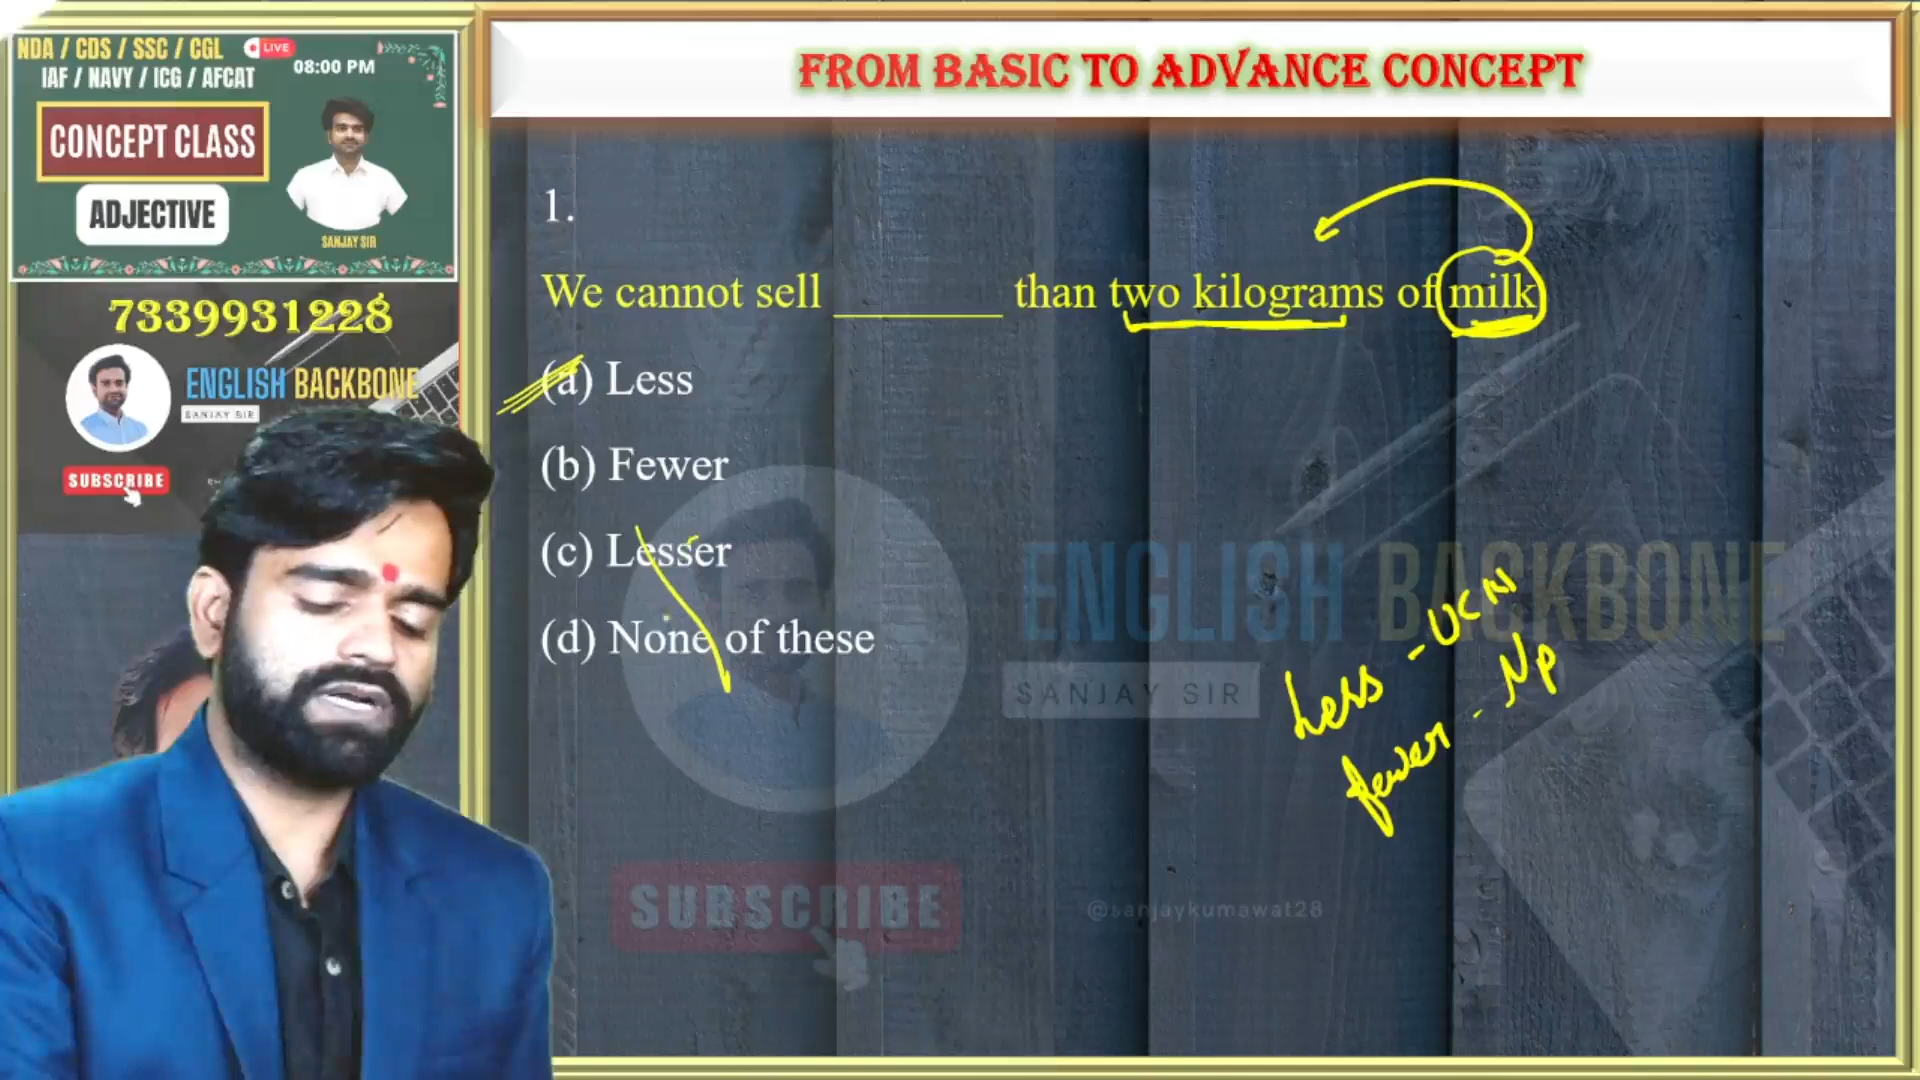 NDA / CDS / SSC / CGL
LIVE
IAF / NAVY / ICG / AFCAT
08:00 PM
CONCEPT CLASS
ADJECTIVE
SANJAY SIR
7339931228
ENGLISH BACKBONE
SANJAY SIR
SUBSCRIBE
FROM BASIC TO ADVANCE CONCEPT
1.
We cannot sell ________ than two kilograms of milk
(a) Less
(b) Fewer
(c) Lesser
(d) None of these
ENGLISH BACKBONE
SANJAY SIR
Less - UCN
fewer - Np
SUBSCRIBE
@sanjaykumawat28